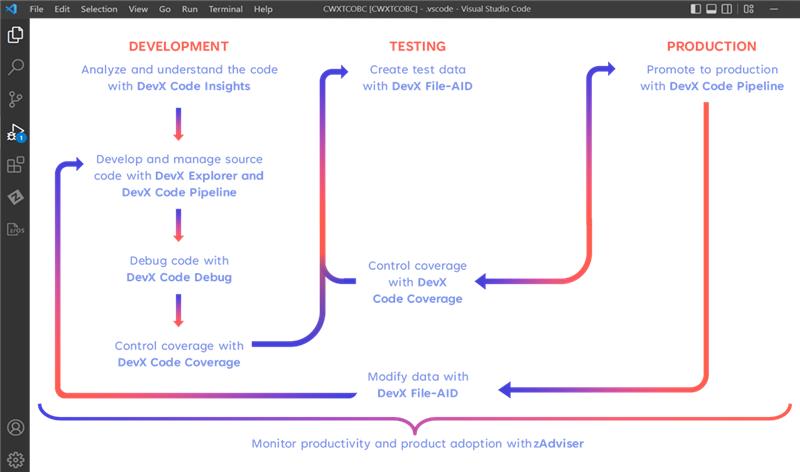 File Edit Selection View Go Run Terminal Help
CWXTCOBC [CWXTCOBC] - .vscode - Visual Studio Code
DEVELOPMENT
Analyze and understand the code
with DevX Code Insights
Develop and manage source
code with DevX Explorer and
DevX Code Pipeline
Debug code with
DevX Code Debug
Control coverage with
DevX Code Coverage
TESTING
Create test data
with DevX File-AID
Control coverage
with DevX
Code Coverage
Modify data with
DevX File-AID
PRODUCTION
Promote to production
with DevX Code Pipeline
Monitor productivity and product adoption with zAdviser
1
z/OS